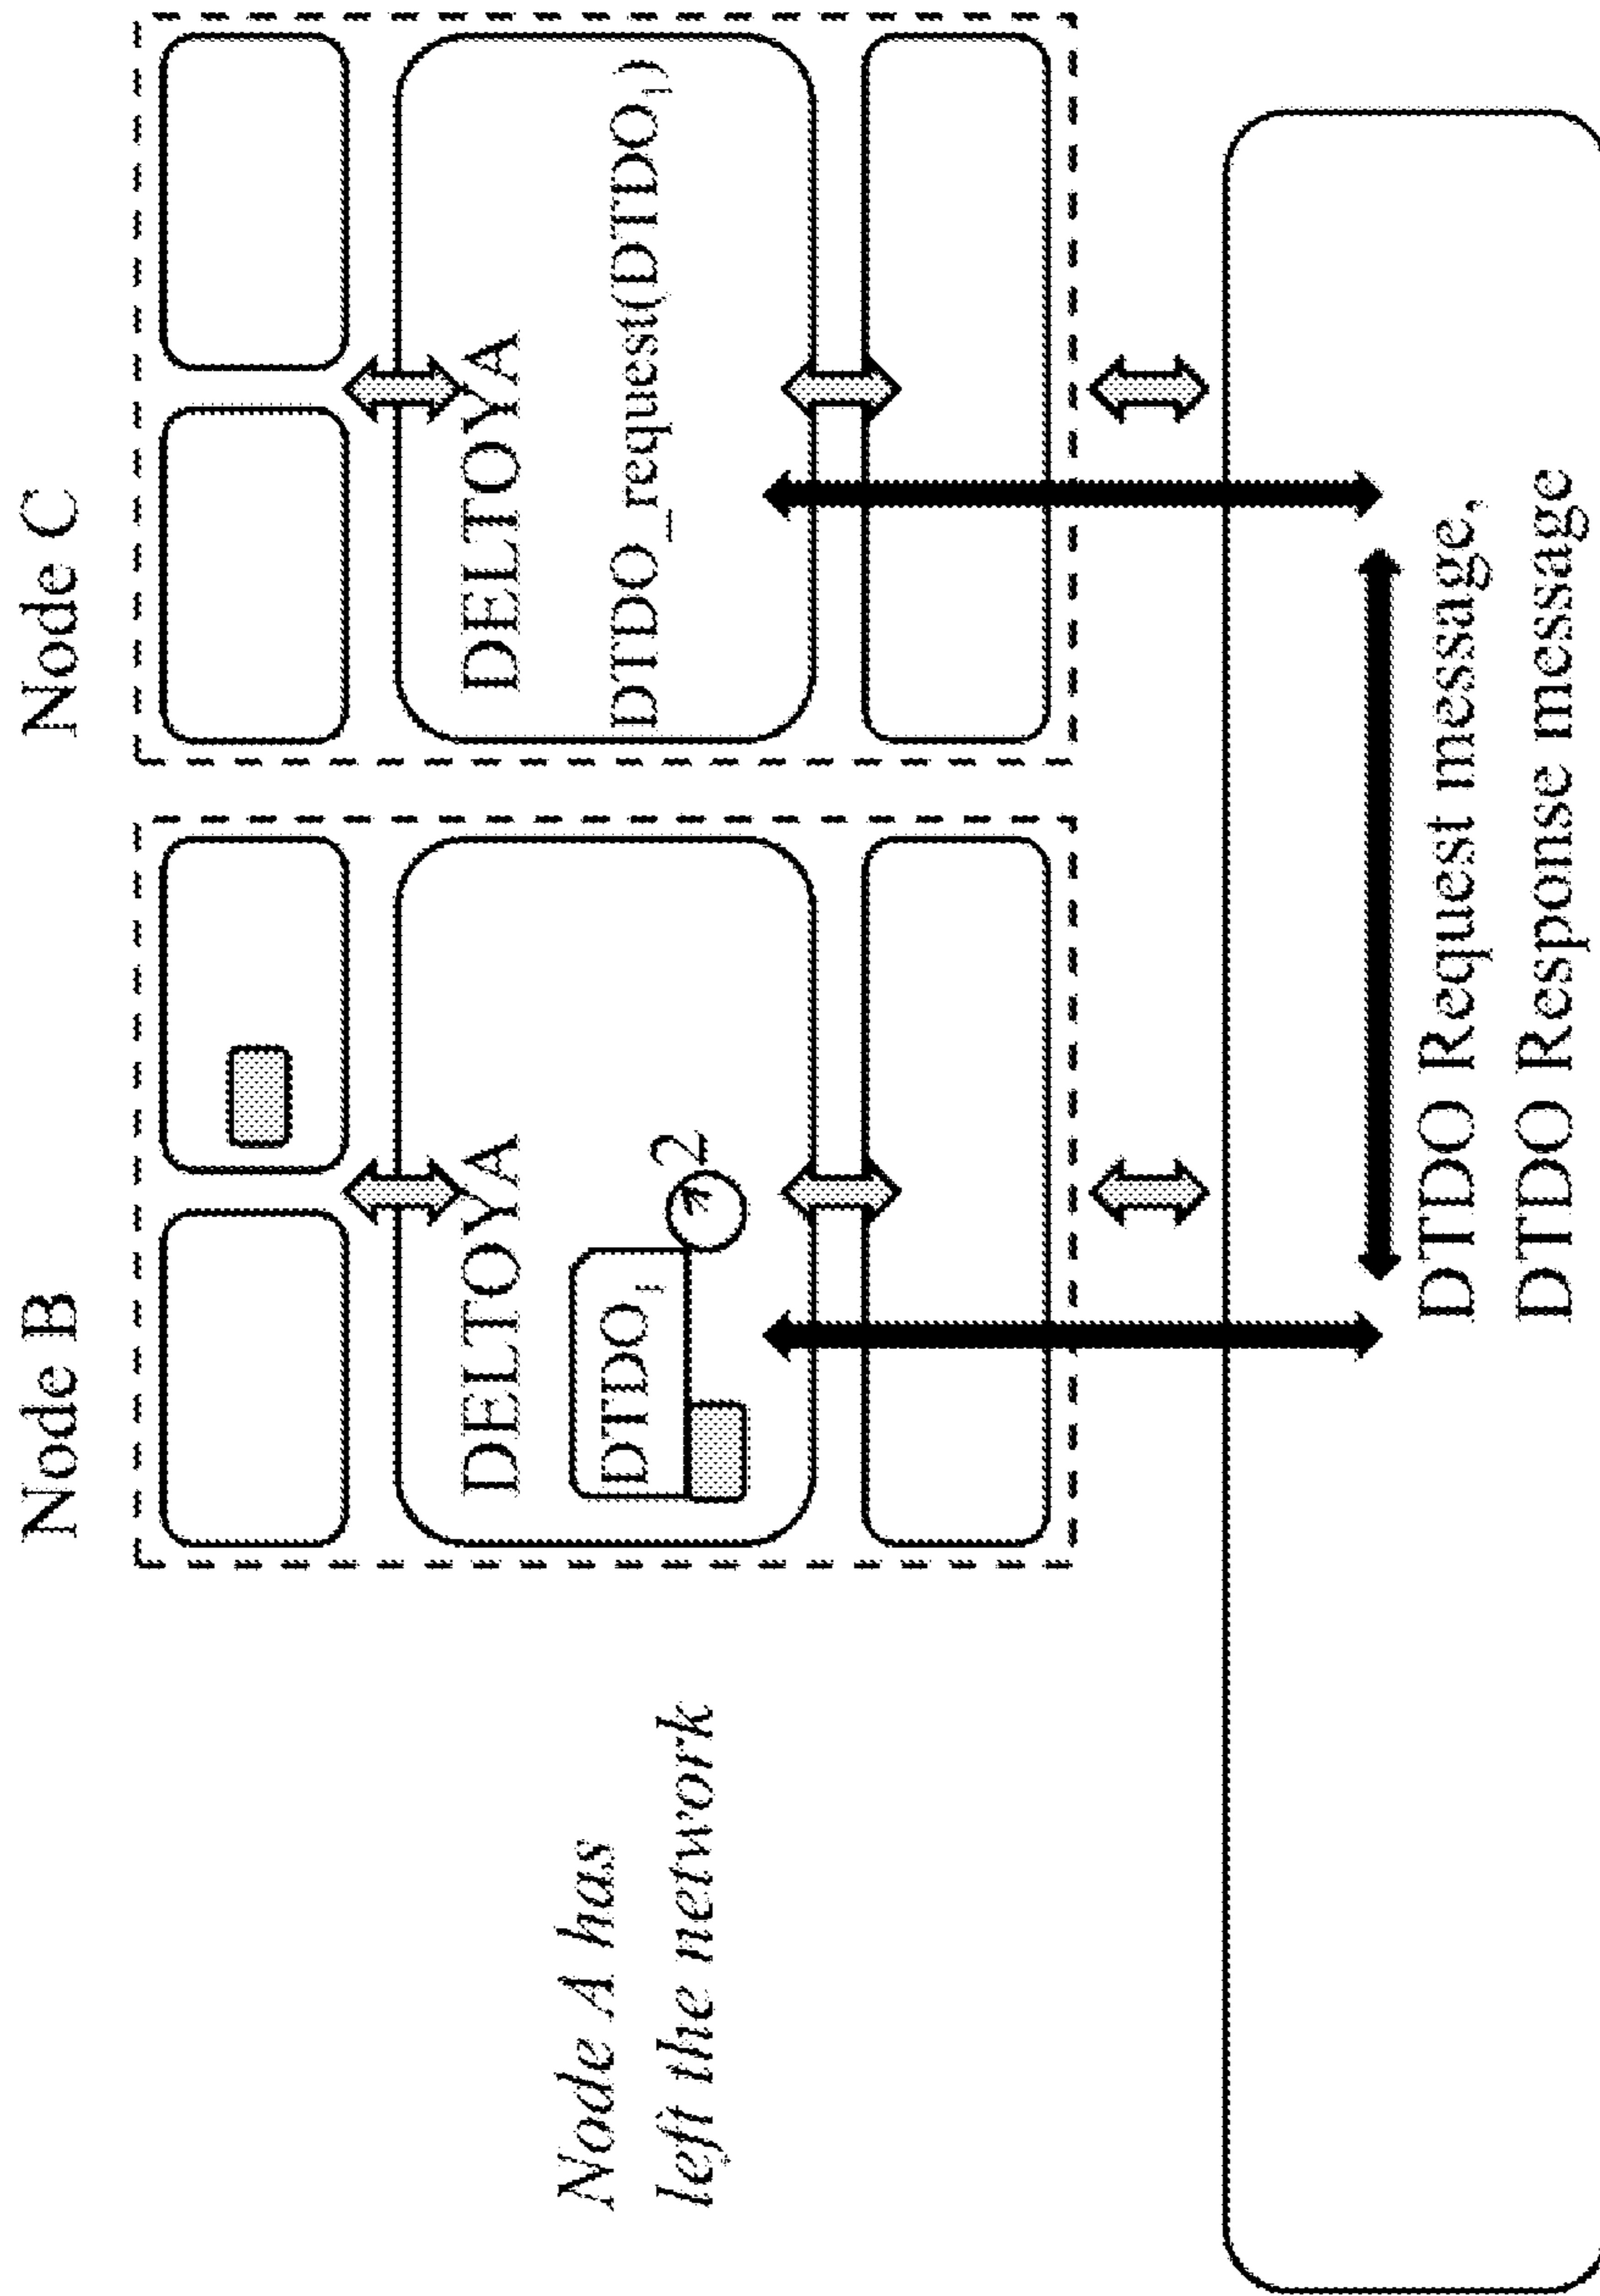 Node B
Node C
DELTOYA
DELTOYA
DTDO₁
2
DTDO_request(DTDO₁)
Node A has
left the network
DTDO Request message,
DTDO Response message